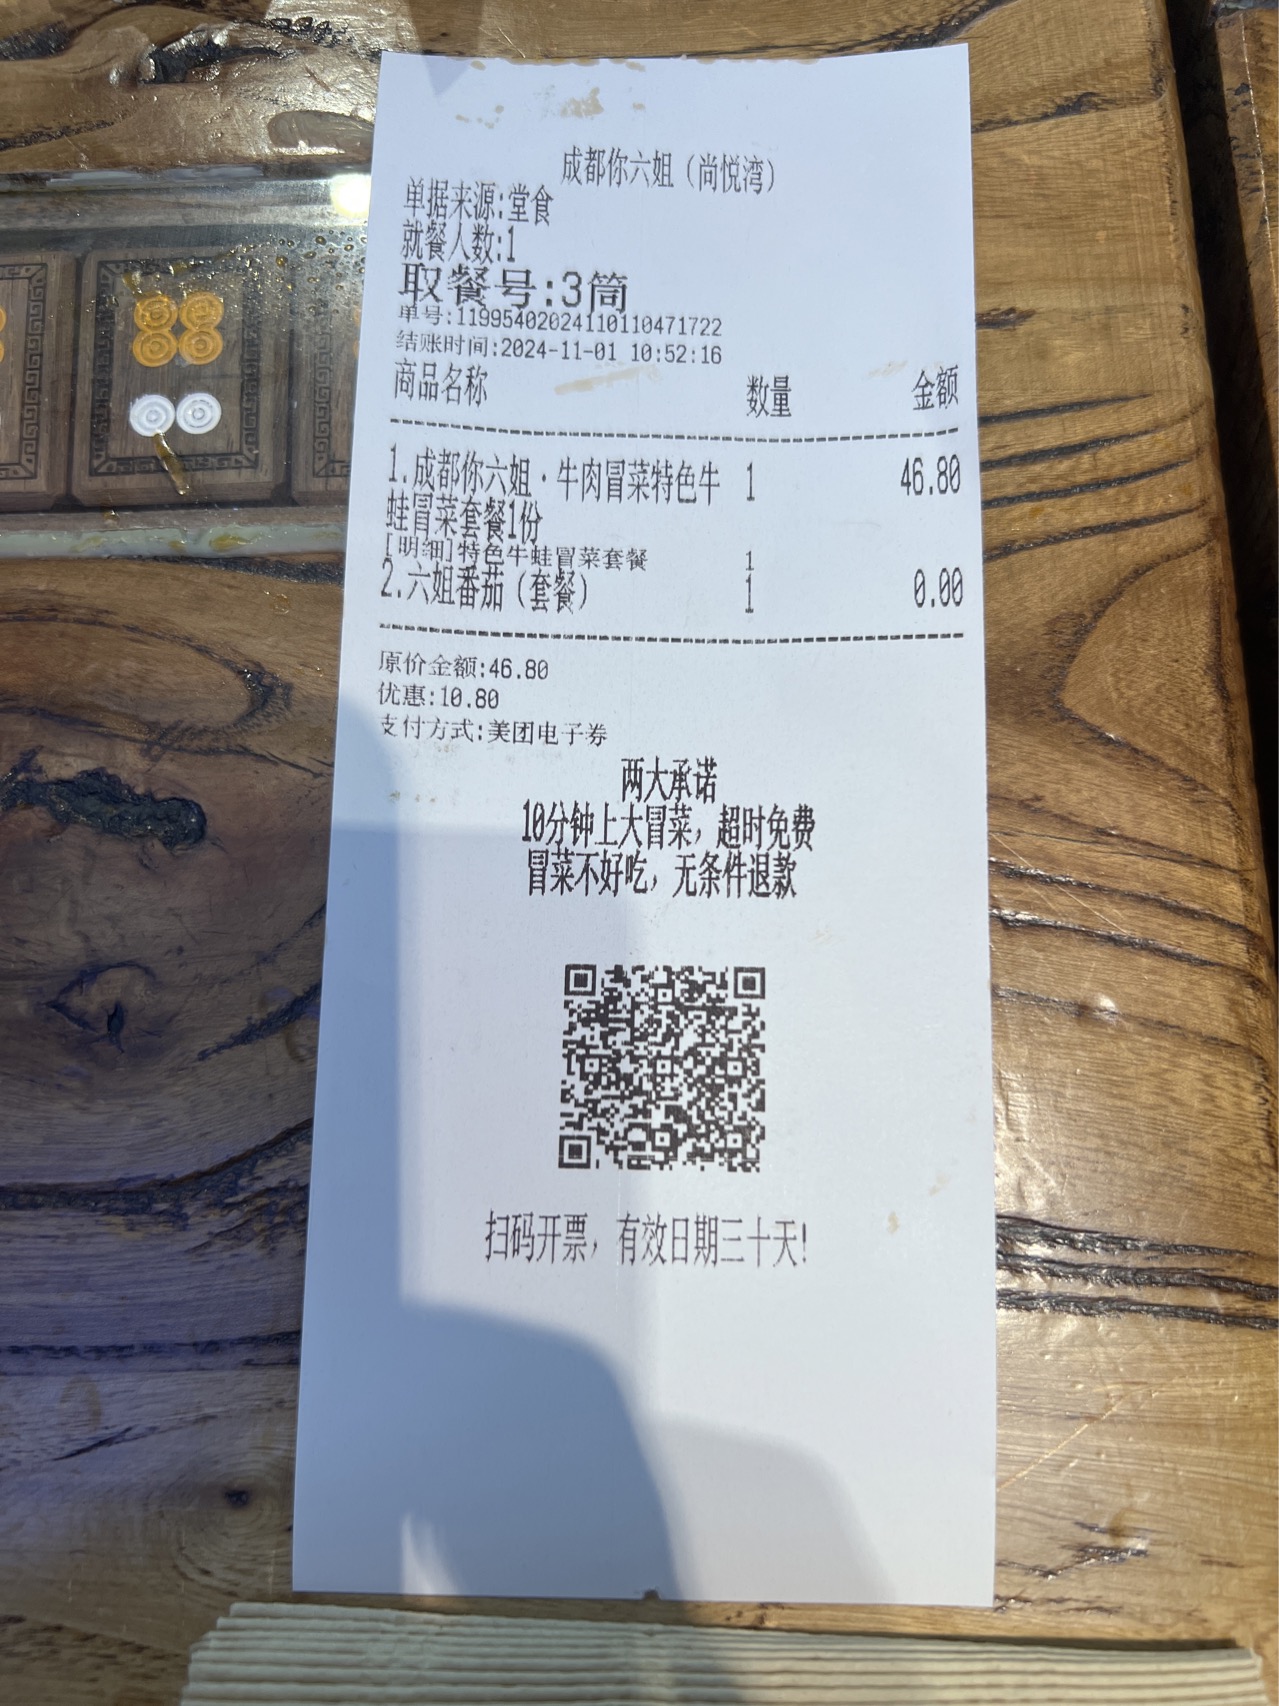 成都你六姐（尚悦湾）
单据来源:堂食
就餐人数:1
取餐号:3筒
单号:11995402024110110471722
结账时间:2024-11-01 10:52:16
商品名称 数量 金额
1.成都你六姐·牛肉冒菜特色牛 1 46.80
蛙冒菜套餐1份
[明细]特色牛蛙冒菜套餐 1
2.六姐番茄（套餐） 1 0.00
原价金额:46.80
优惠:10.80
支付方式:美团电子券
两大承诺
10分钟上大冒菜，超时免费
冒菜不好吃，无条件退款
扫码开票，有效日期三十天!